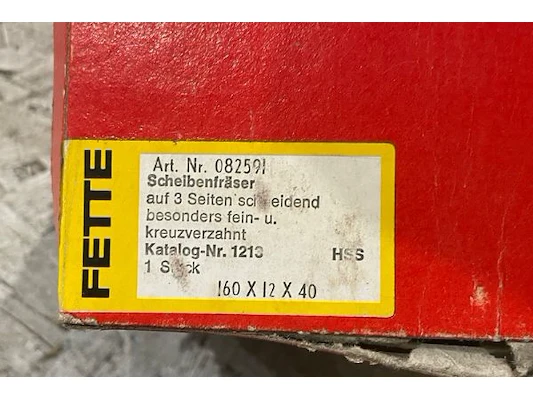 FETTE
Art. Nr. 082591
Scheibenfräser
auf 3 Seiten schneidend
besonders fein- u.
kreuzverzahnt
Katalog-Nr. 1213 HSS
1 Stück
160 X 12 X 40